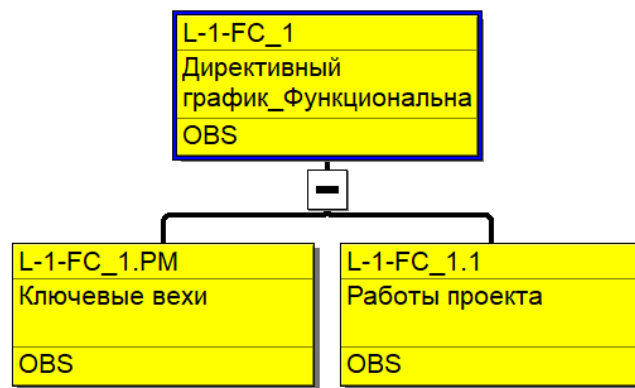 L-1-FC_1
Директивный
график_Функциональна
OBS
L-1-FC_1.PM
Ключевые вехи
OBS
L-1-FC_1.1
Работы проекта
OBS